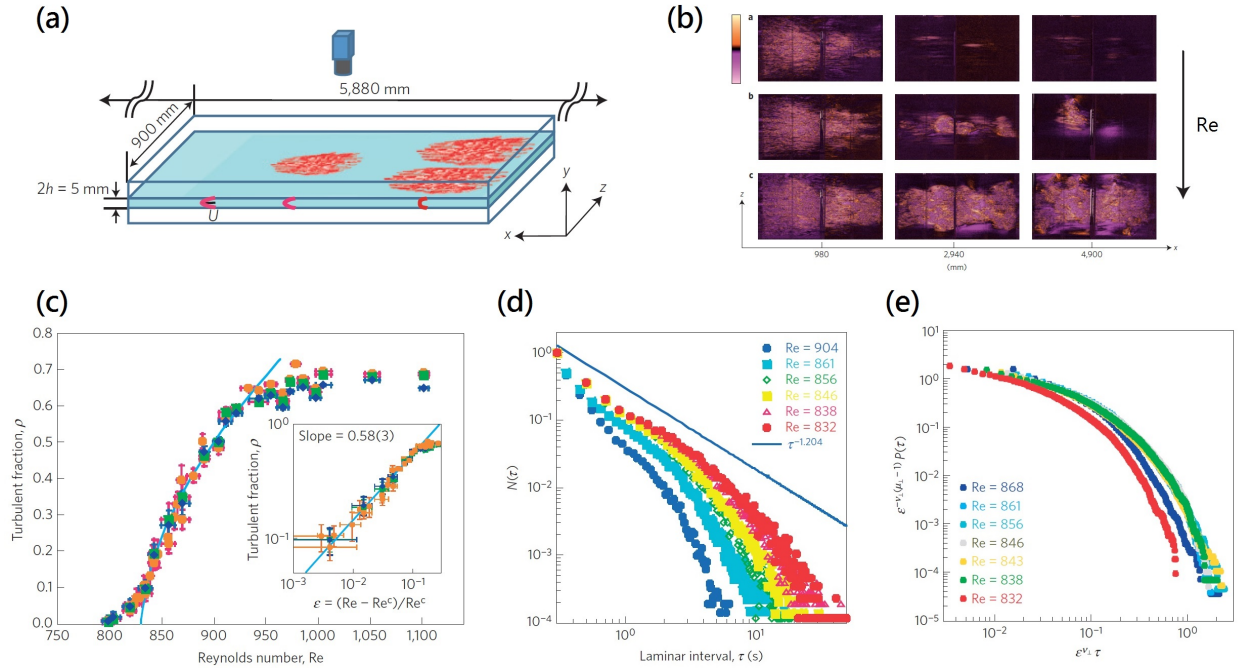 (a)
5,880 mm
900 mm
2h = 5 mm
U
y
z
x
(b)
a
b
c
Re
z
980
2,940
4,900
x
(mm)
(c)
Turbulent fraction, ρ
0.8
0.7
0.6
0.5
0.4
0.3
0.2
0.1
0.0
750
800
850
900
950
1,000
1,050
1,100
Reynolds number, Re
Slope = 0.58(3)
Turbulent fraction, ρ
10⁰
10⁻¹
10⁻³
10⁻²
10⁻¹
ε = (Re − Reᶜ)/Reᶜ
(d)
N(τ)
10⁰
10⁻¹
10⁻²
10⁻³
10⁻⁴
10⁰
10¹
Laminar interval, τ (s)
Re = 904
Re = 861
Re = 856
Re = 846
Re = 838
Re = 832
τ⁻¹·²⁰⁴
(e)
ε^−ν⊥(μ⊥^−1) P(τ)
10¹
10⁰
10⁻¹
10⁻²
10⁻³
10⁻⁴
10⁻⁵
Re = 868
Re = 861
Re = 856
Re = 846
Re = 843
Re = 838
Re = 832
10⁻²
10⁻¹
10⁰
ε^ν⊥ τ